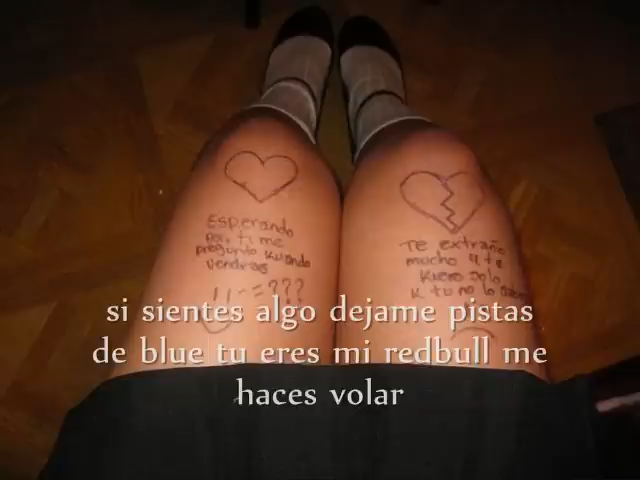 Esperando
por ti me
pregunto kuando
vendras
=???
Te extraño
mucho y te
kiero solo
k tu no lo
si sientes algo dejame pistas
de blue tu eres mi redbull me
haces volar